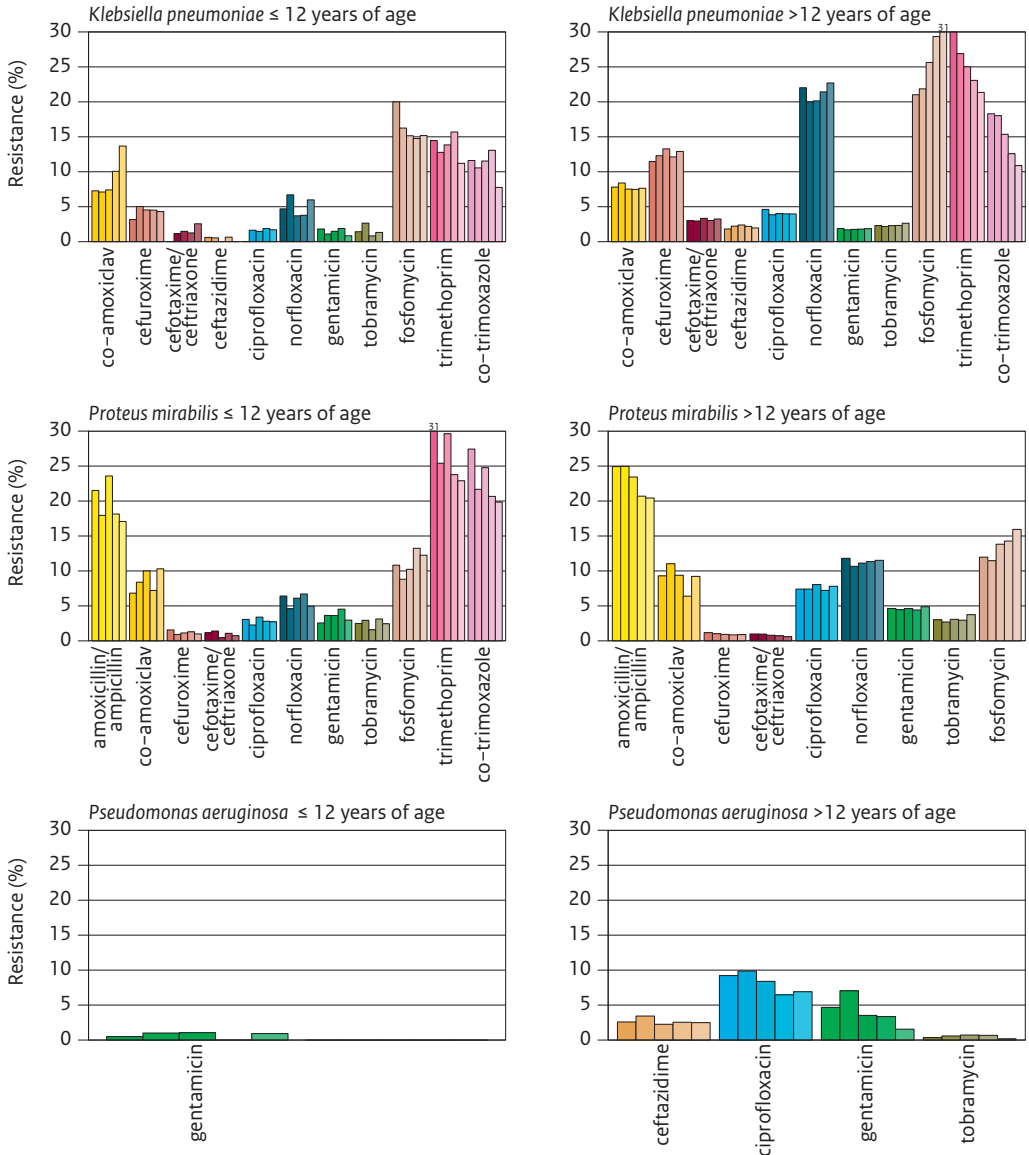 Klebsiella pneumoniae ≤ 12 years of age
Resistance (%)
30
25
20
15
10
5
0
co-amoxiclav
cefuroxime
cefotaxime/
ceftriaxone
ceftazidime
ciprofloxacin
norfloxacin
gentamicin
tobramycin
fosfomycin
trimethoprim
co-trimoxazole
Klebsiella pneumoniae >12 years of age
31
30
25
20
15
10
5
0
co-amoxiclav
cefuroxime
cefotaxime/
ceftriaxone
ceftazidime
ciprofloxacin
norfloxacin
gentamicin
tobramycin
fosfomycin
trimethoprim
co-trimoxazole
Proteus mirabilis ≤ 12 years of age
Resistance (%)
31
30
25
20
15
10
5
0
amoxicillin/
ampicillin
co-amoxiclav
cefuroxime
cefotaxime/
ceftriaxone
ciprofloxacin
norfloxacin
gentamicin
tobramycin
fosfomycin
trimethoprim
co-trimoxazole
Proteus mirabilis >12 years of age
30
25
20
15
10
5
0
amoxicillin/
ampicillin
co-amoxiclav
cefuroxime
cefotaxime/
ceftriaxone
ciprofloxacin
norfloxacin
gentamicin
tobramycin
fosfomycin
Pseudomonas aeruginosa ≤ 12 years of age
Resistance (%)
30
25
20
15
10
5
0
gentamicin
Pseudomonas aeruginosa >12 years of age
30
25
20
15
10
5
0
ceftazidime
ciprofloxacin
gentamicin
tobramycin